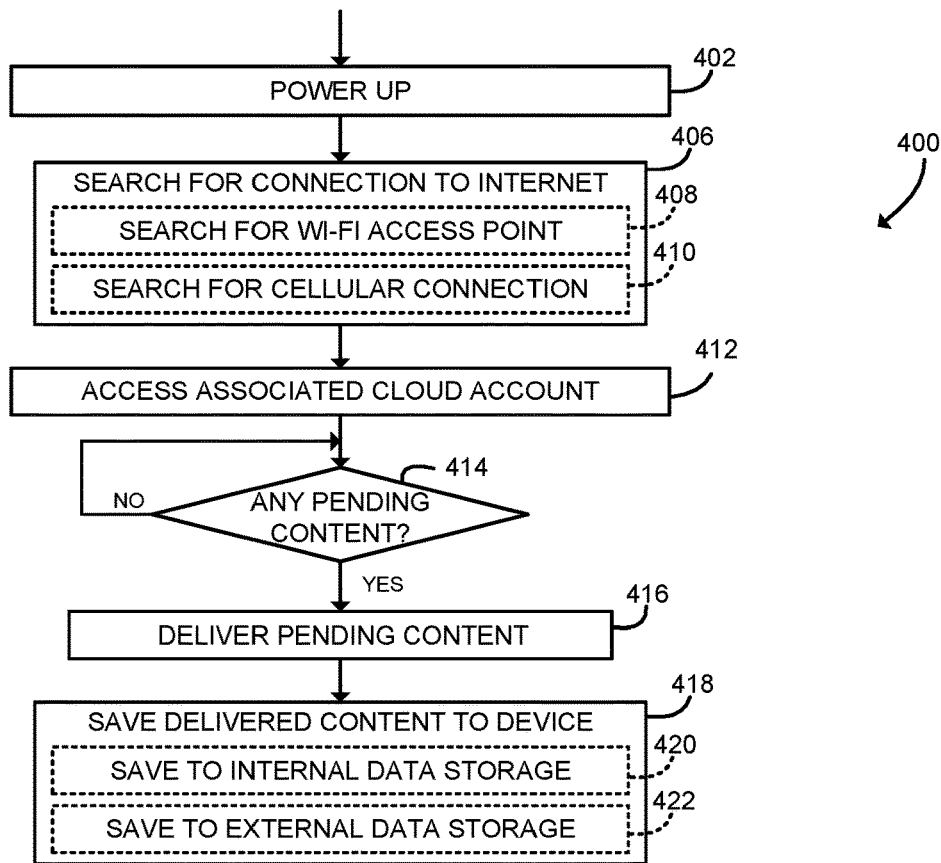 402
POWER UP
406
400
SEARCH FOR CONNECTION TO INTERNET
408
SEARCH FOR WI-FI ACCESS POINT
410
SEARCH FOR CELLULAR CONNECTION
412
ACCESS ASSOCIATED CLOUD ACCOUNT
414
NO
ANY PENDING
CONTENT?
YES
416
DELIVER PENDING CONTENT
418
SAVE DELIVERED CONTENT TO DEVICE
420
SAVE TO INTERNAL DATA STORAGE
422
SAVE TO EXTERNAL DATA STORAGE